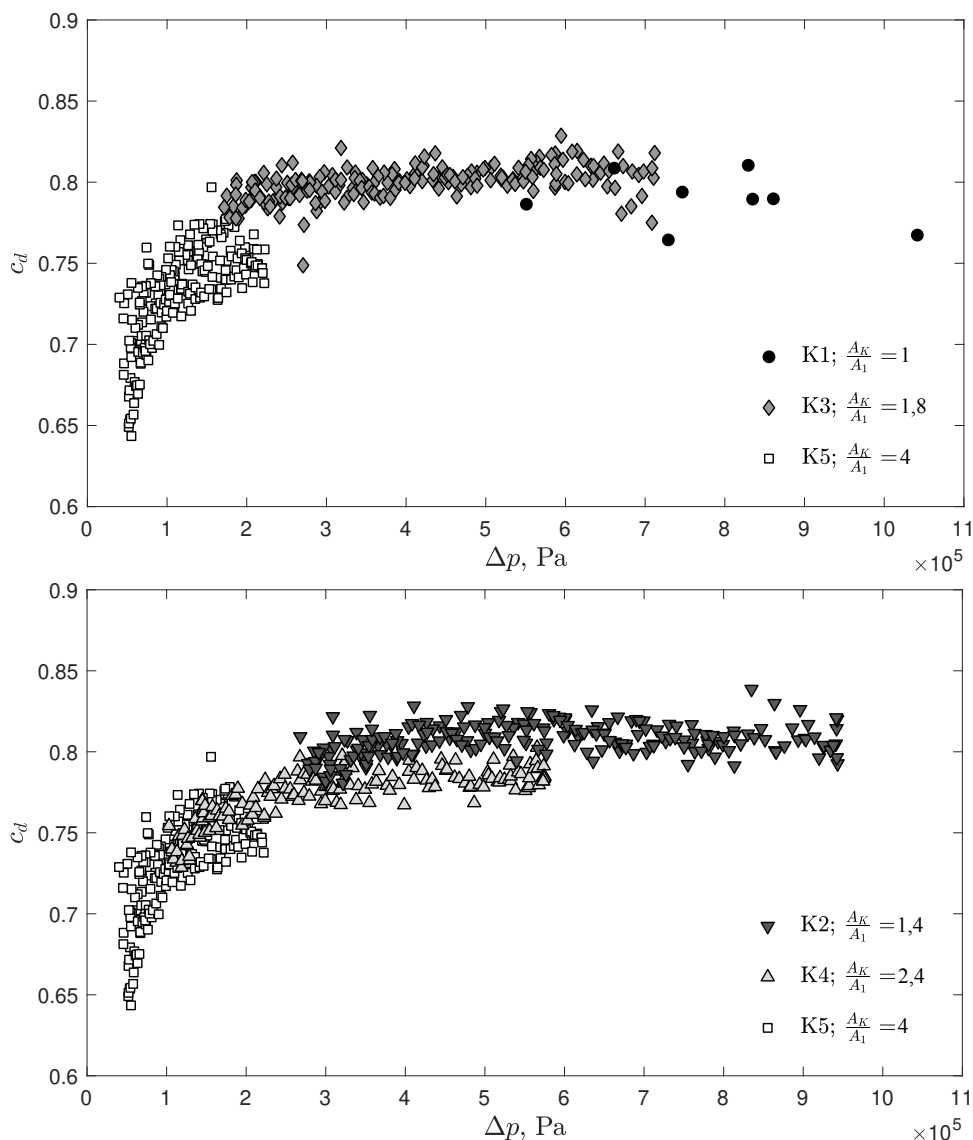 0.9
0.85
0.8
0.75
0.7
0.65
0.6
c_d
K1; A_K/A_1 = 1
K3; A_K/A_1 = 1,8
K5; A_K/A_1 = 4
0 1 2 3 4 5 6 7 8 9 10 11
Δp, Pa
×10^5
0.9
0.85
0.8
0.75
0.7
0.65
0.6
c_d
K2; A_K/A_1 = 1,4
K4; A_K/A_1 = 2,4
K5; A_K/A_1 = 4
0 1 2 3 4 5 6 7 8 9 10 11
Δp, Pa
×10^5